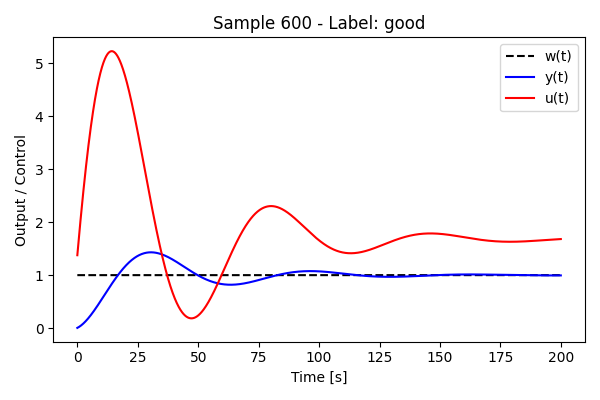 Sample 600 - Label: good
w(t)
y(t)
u(t)
Output / Control
5
4
3
2
1
0
0 25 50 75 100 125 150 175 200
Time [s]